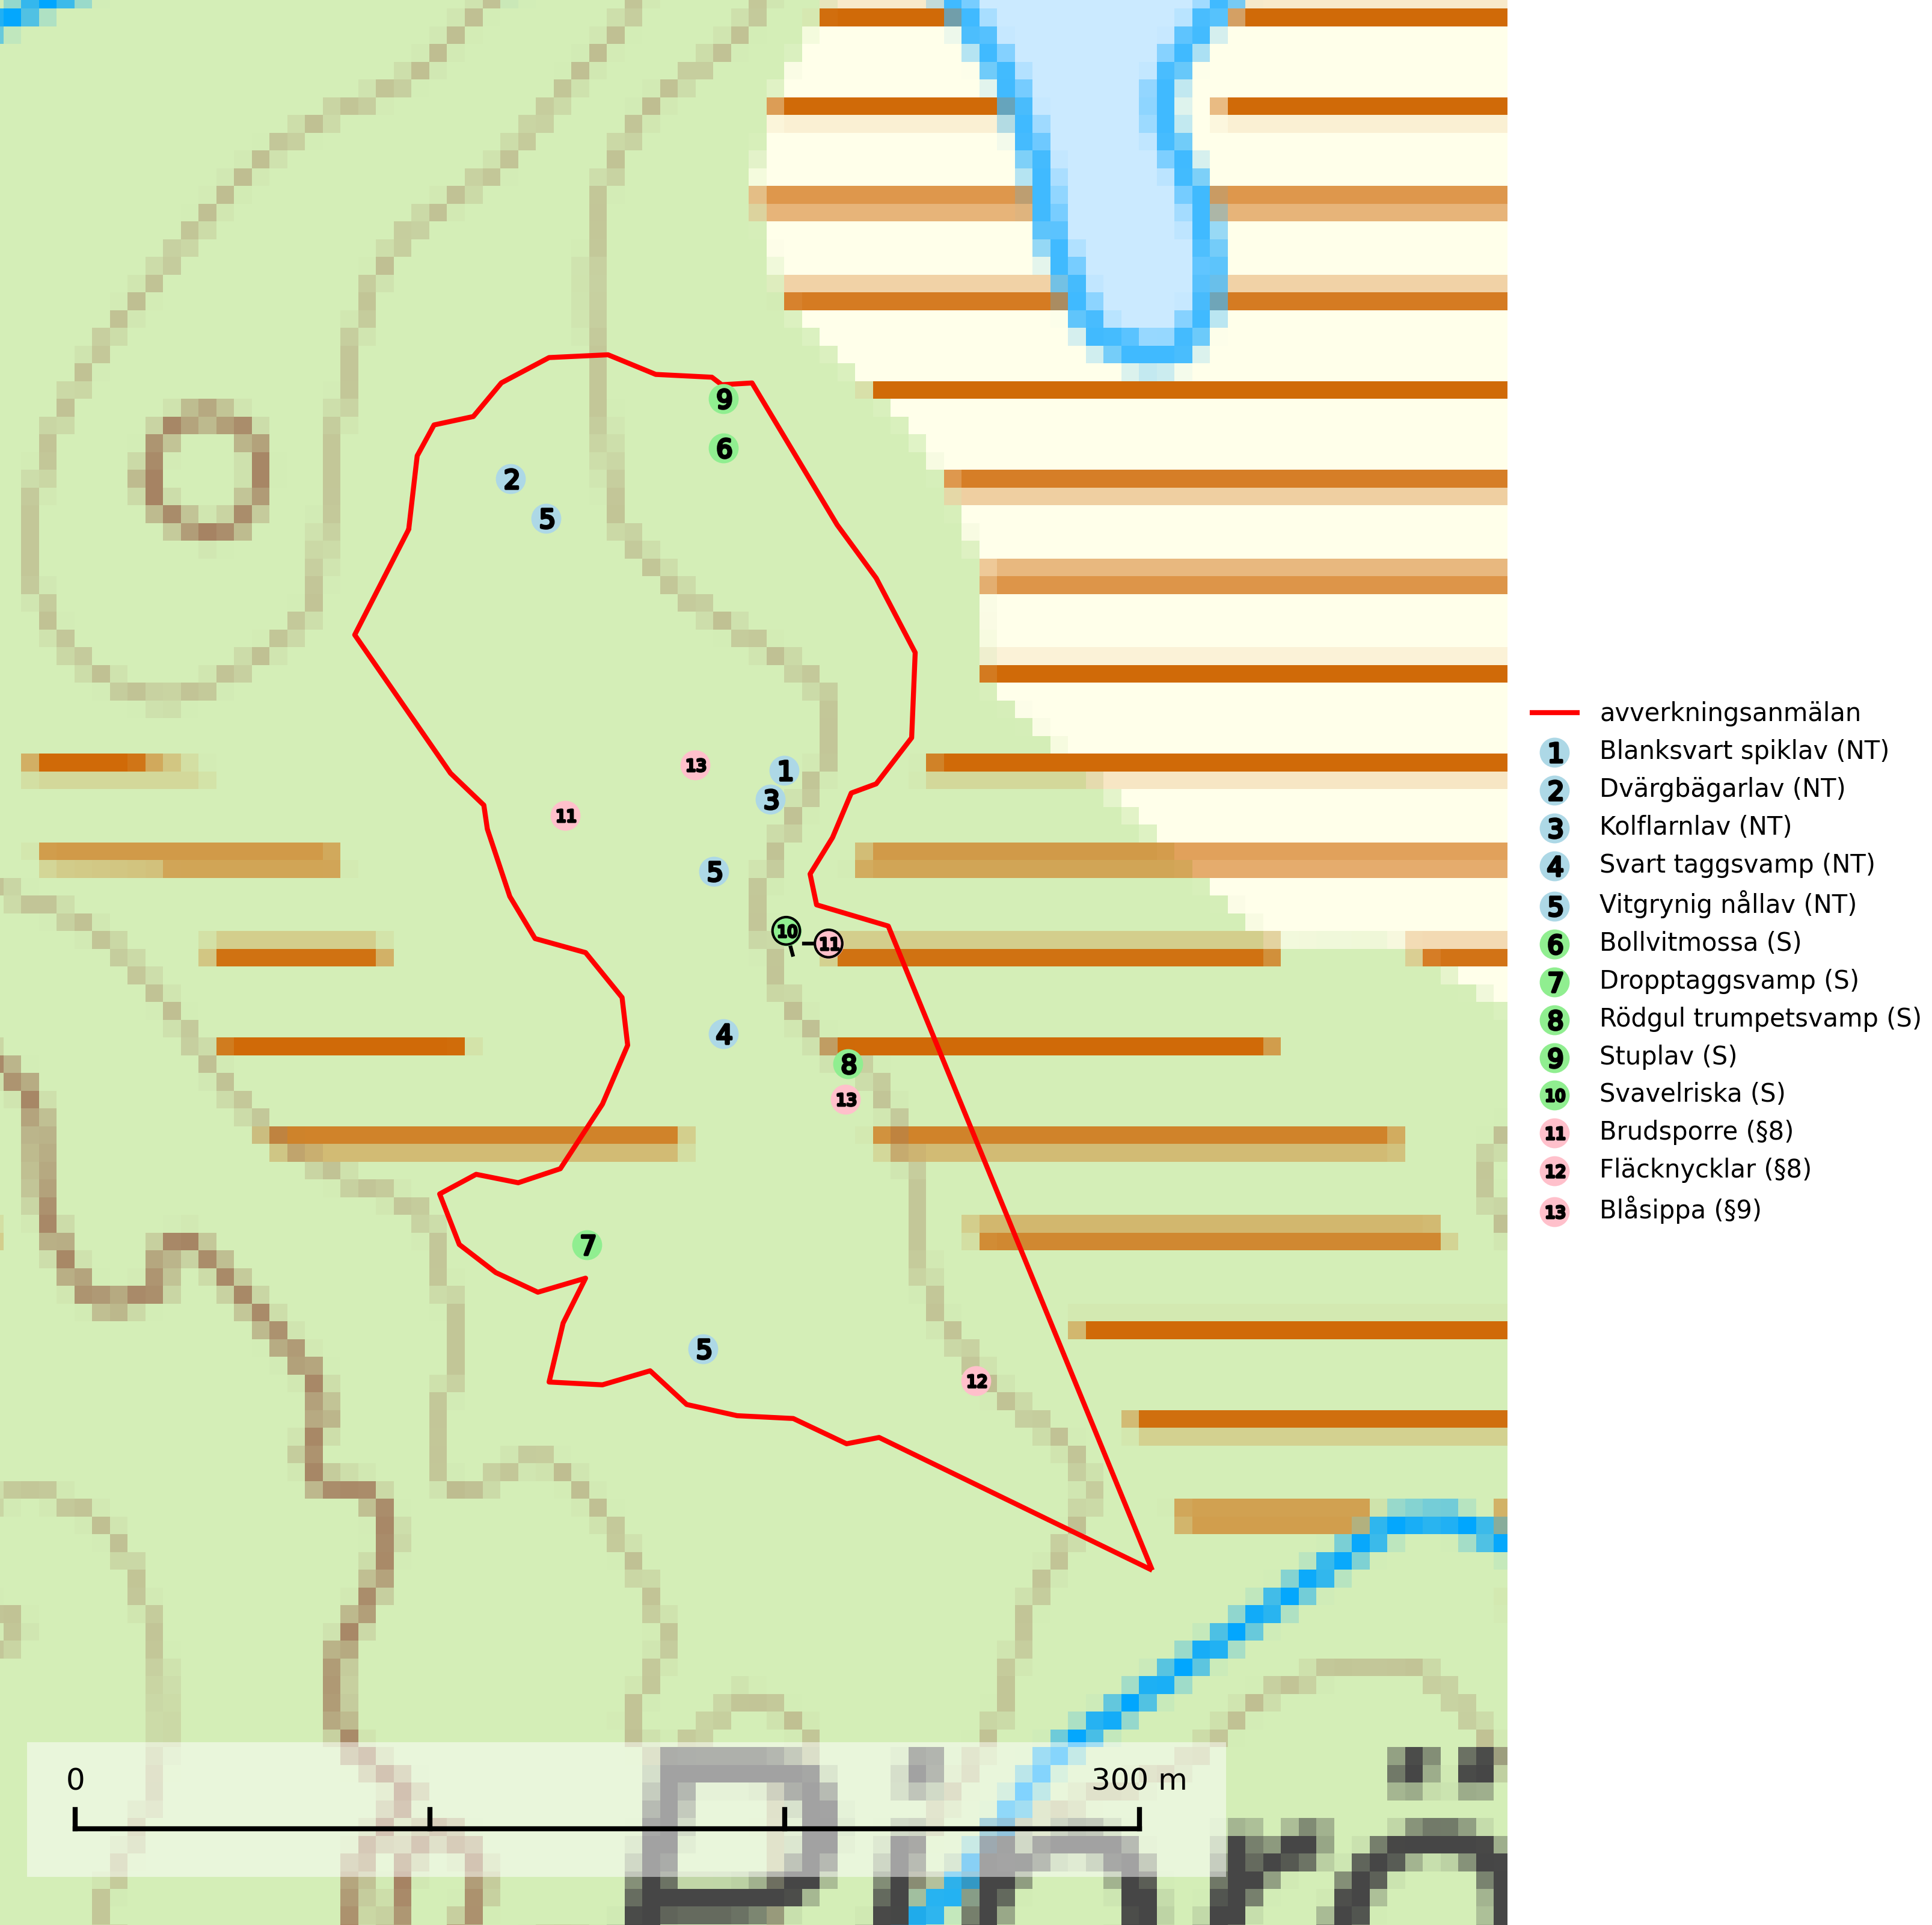 9
6
2
5
13
1
3
11
5
10
11
4
8
13
7
5
12
avverkningsanmälan
1 Blanksvart spiklav (NT)
2 Dvärgbägarlav (NT)
3 Kolflarnlav (NT)
4 Svart taggsvamp (NT)
5 Vitgrynig nållav (NT)
6 Bollvitmossa (S)
7 Dropptaggsvamp (S)
8 Rödgul trumpetsvamp (S)
9 Stuplav (S)
10 Svavelriska (S)
11 Brudsporre (§8)
12 Fläcknycklar (§8)
13 Blåsippa (§9)
0 300 m